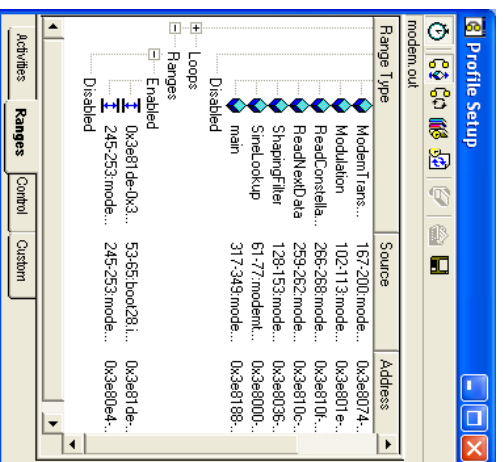 Profile Setup
modem.out
Range Type Source Address
ModemTrans... 167-200:mode... 0x3e8074-...
Modulation 102-113:mode... 0x3e801e-...
ReadConstella... 266-268:mode... 0x3e810f-...
ReadNextData 259-262:mode... 0x3e810c-...
ShapingFilter 128-153:mode... 0x3e8036-...
SineLookup 61-77:modemt... 0x3e8000-...
main 317-349:mode... 0x3e8188-...
Disabled
Loops
Ranges
Enabled
0x3e81de-0x3... 53-65:boot28.i... 0x3e81de-...
245-253:mode... 245-253:mode... 0x3e80e4-...
Disabled
Activities Ranges Control Custom